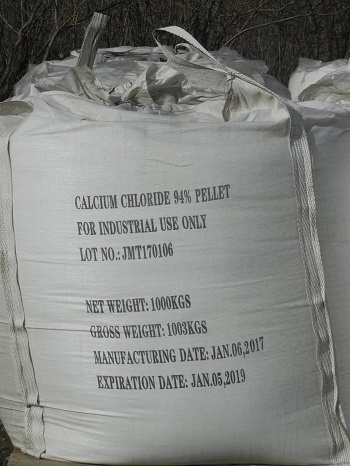 CALCIUM CHLORIDE 94% PELLET
FOR INDUSTRIAL USE ONLY
LOT NO.: JMT170106
NET WEIGHT: 1000KGS
GROSS WEIGHT: 1003KGS
MANUFACTURING DATE: JAN.06,2017
EXPIRATION DATE: JAN.05,2019